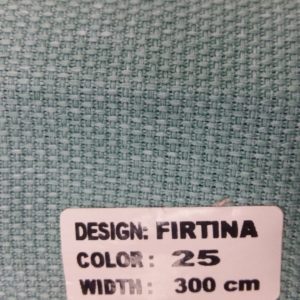 DESIGN: FIRTINA
COLOR: 25
WIDTH: 300 cm